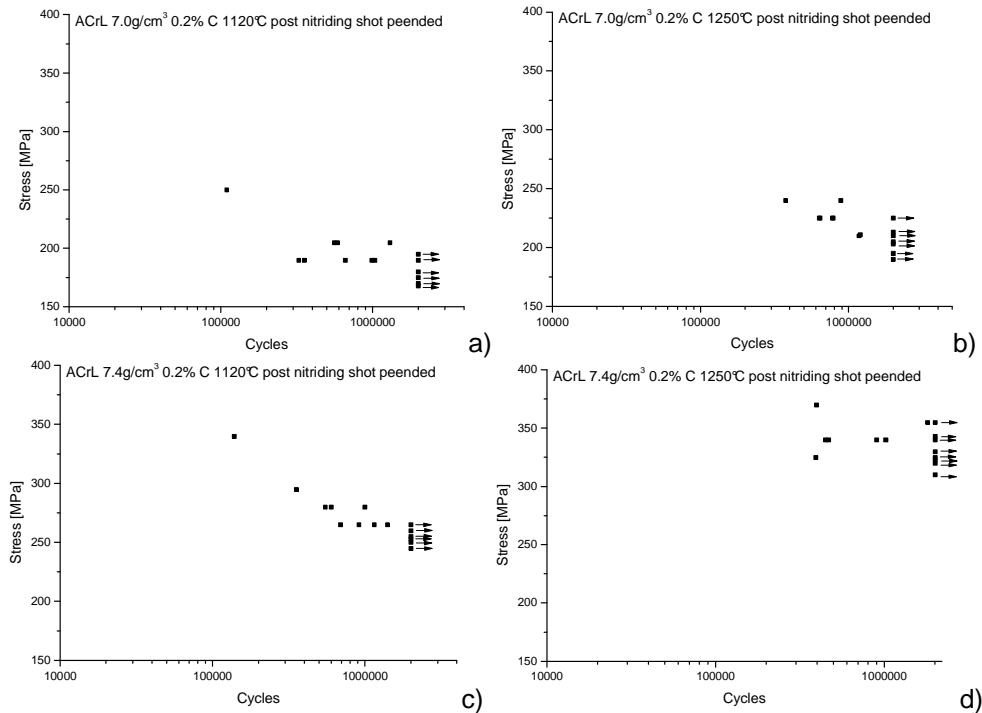 ACrL 7.0g/cm³ 0.2% C 1120°C post nitriding shot peended
400
350
300
250
200
150
Stress [MPa]
10000
100000
1000000
Cycles
a)
ACrL 7.0g/cm³ 0.2% C 1250°C post nitriding shot peended
400
350
300
250
200
150
Stress [MPa]
10000
100000
1000000
Cycles
b)
ACrL 7.4g/cm³ 0.2% C 1120°C post nitriding shot peended
400
350
300
250
200
150
Stress [MPa]
10000
100000
1000000
Cycles
c)
ACrL 7.4g/cm³ 0.2% C 1250°C post nitriding shot peended
400
350
300
250
200
150
Stress [MPa]
10000
100000
1000000
Cycles
d)